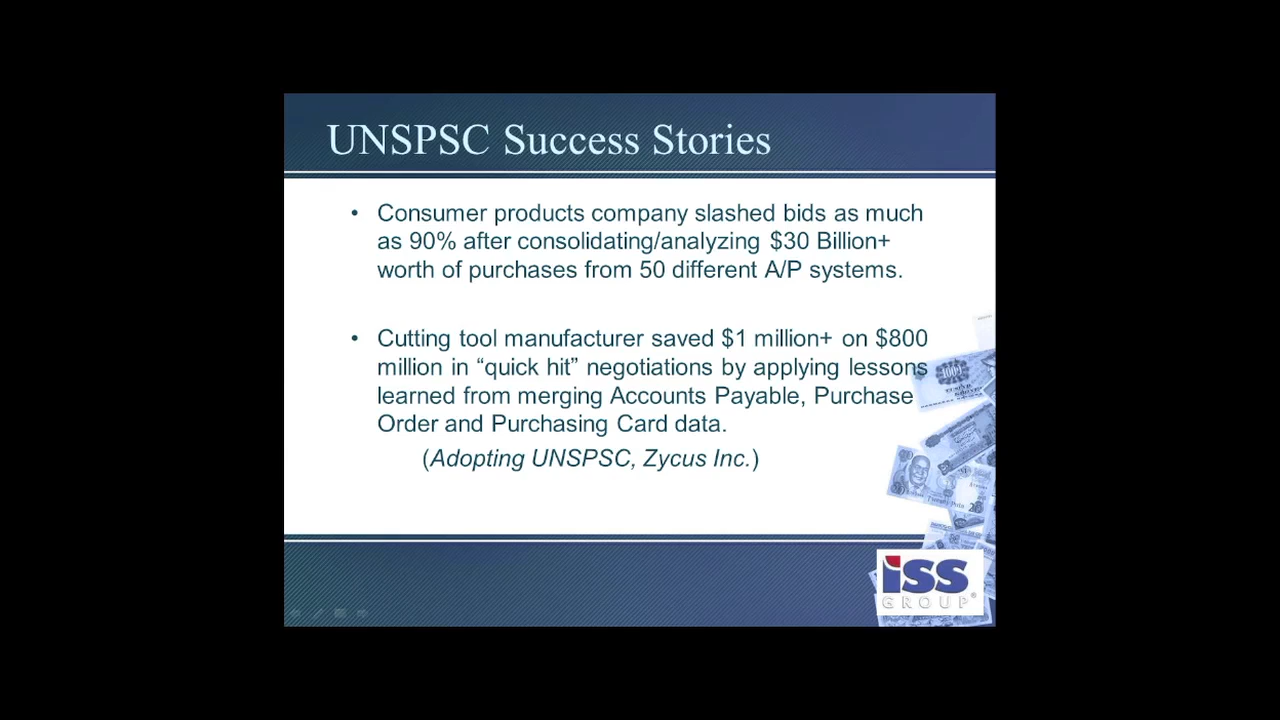 UNSPSC Success Stories
• Consumer products company slashed bids as much
as 90% after consolidating/analyzing $30 Billion+
worth of purchases from 50 different A/P systems.
• Cutting tool manufacturer saved $1 million+ on $800
million in “quick hit” negotiations by applying lessons
learned from merging Accounts Payable, Purchase
Order and Purchasing Card data.
(Adopting UNSPSC, Zycus Inc.)
iSS
GROUP®